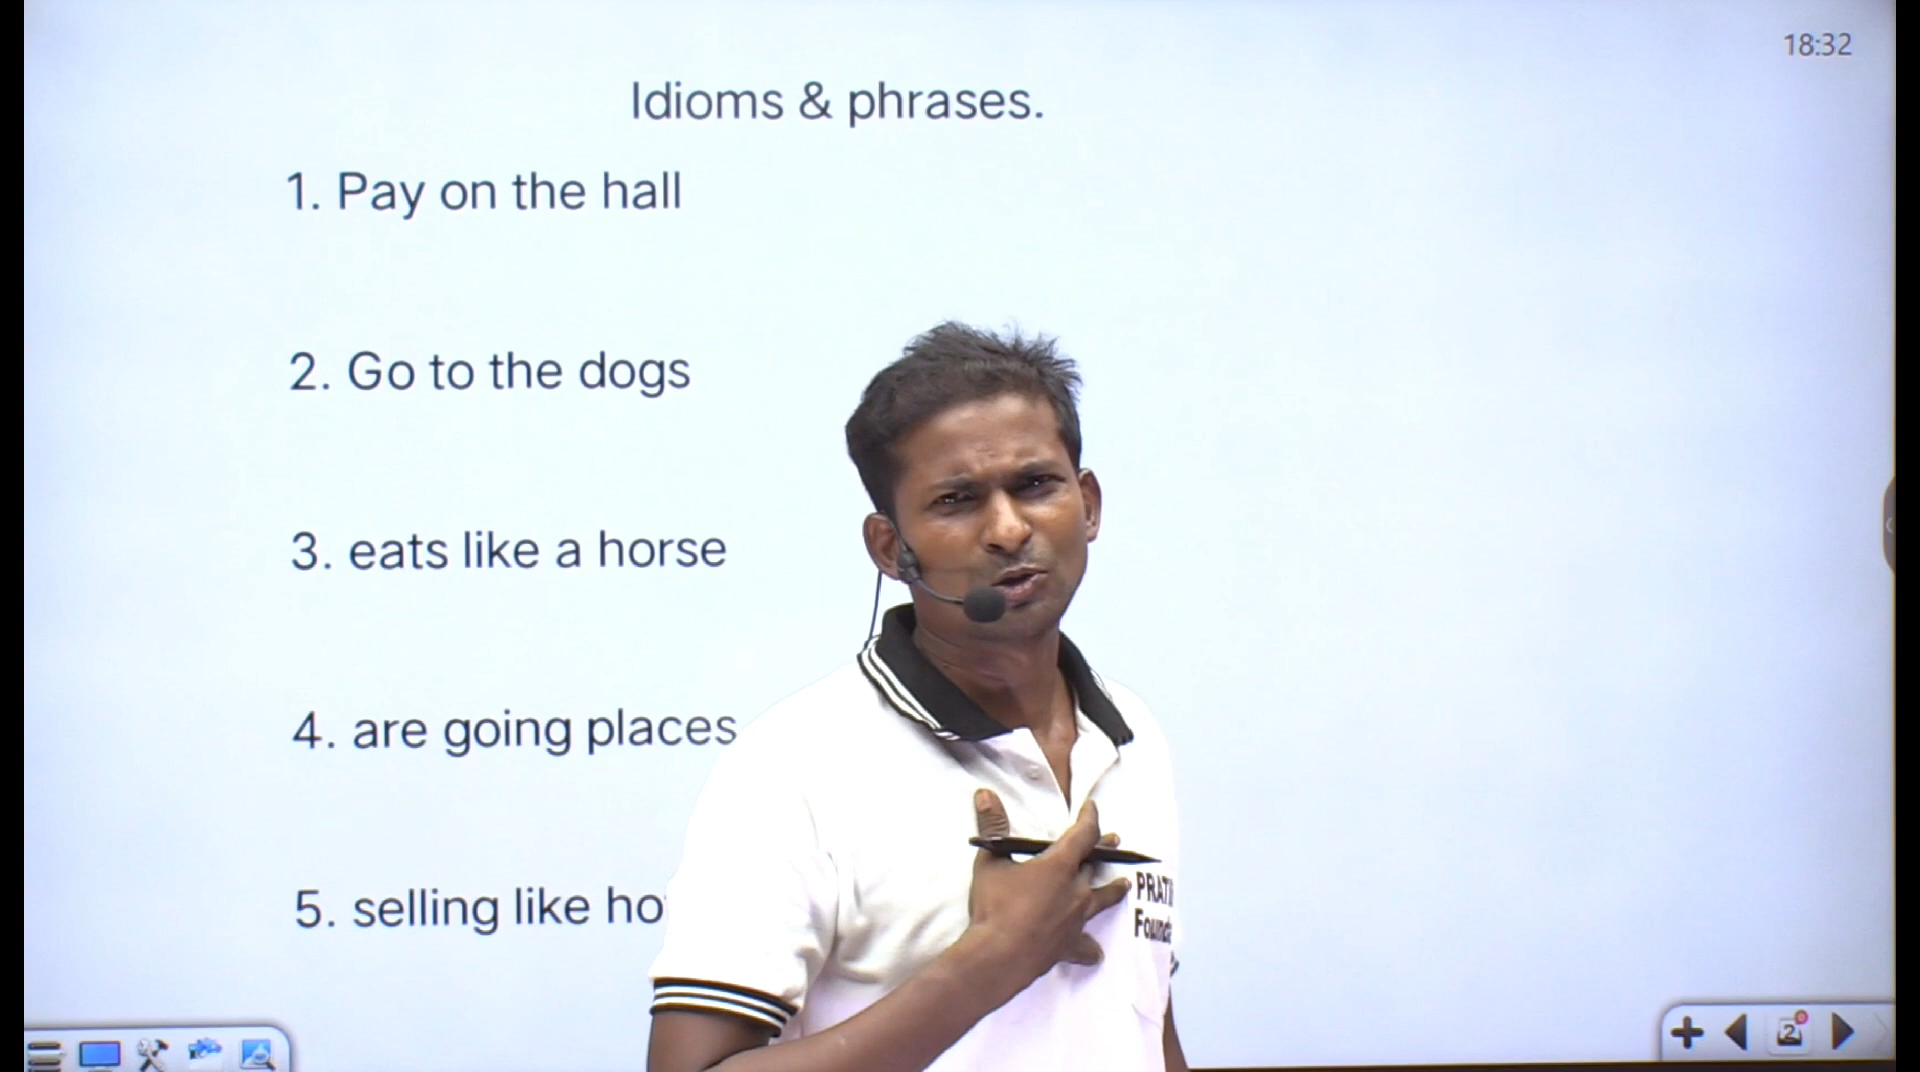 18:32
Idioms & phrases.
1. Pay on the hall
2. Go to the dogs
3. eats like a horse
4. are going places
5. selling like
2